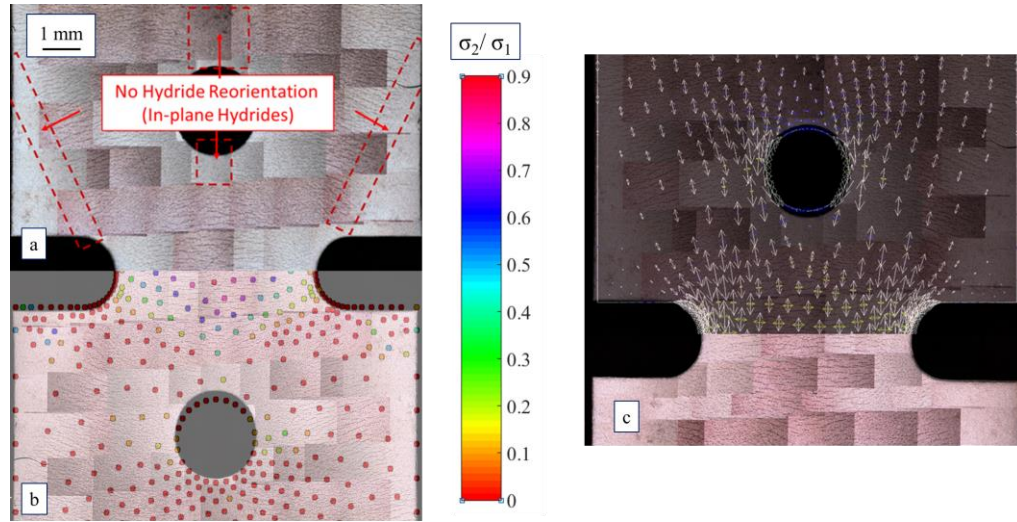 1 mm
No Hydride Reorientation
(In-plane Hydrides)
a
b
σ₂/ σ₁
0.9
0.8
0.7
0.6
0.5
0.4
0.3
0.2
0.1
0
c